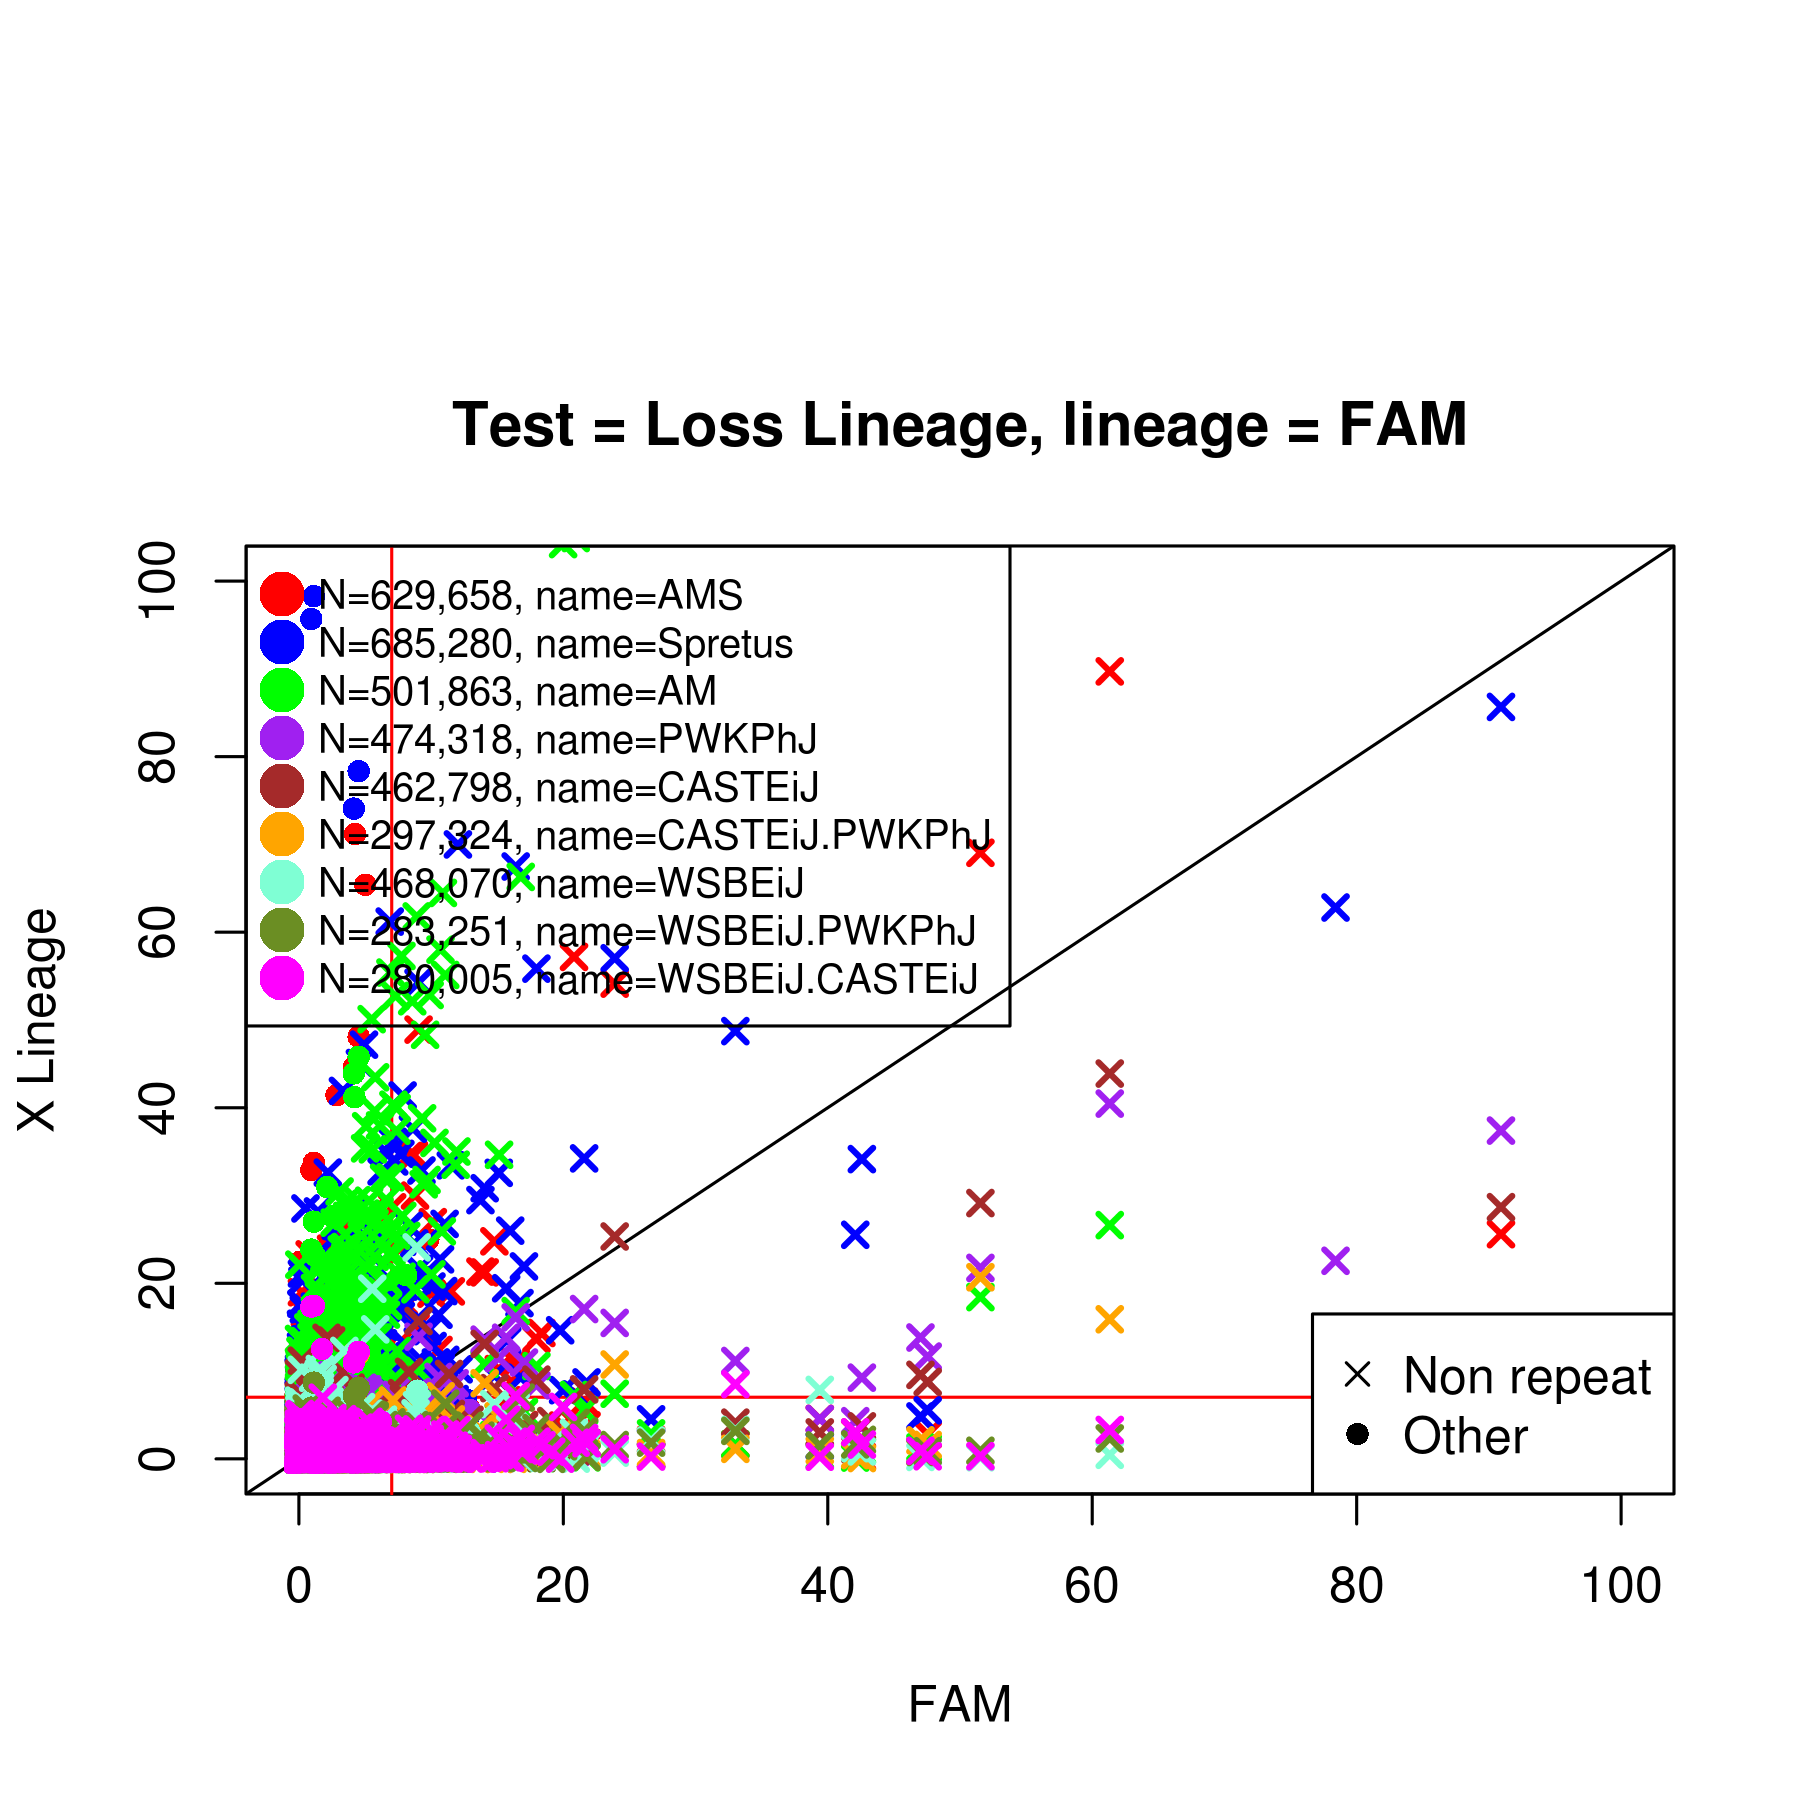 Test = Loss Lineage, lineage = FAM
100
80
60
40
20
0
X Lineage
N=629,658, name=AMS
N=685,280, name=Spretus
N=501,863, name=AM
N=474,318, name=PWKPhJ
N=462,798, name=CASTEiJ
N=297,324, name=CASTEiJ.PWKPhJ
N=468,070, name=WSBEiJ
N=283,251, name=WSBEiJ.PWKPhJ
N=280,005, name=WSBEiJ.CASTEiJ
Non repeat
Other
0 20 40 60 80 100
FAM